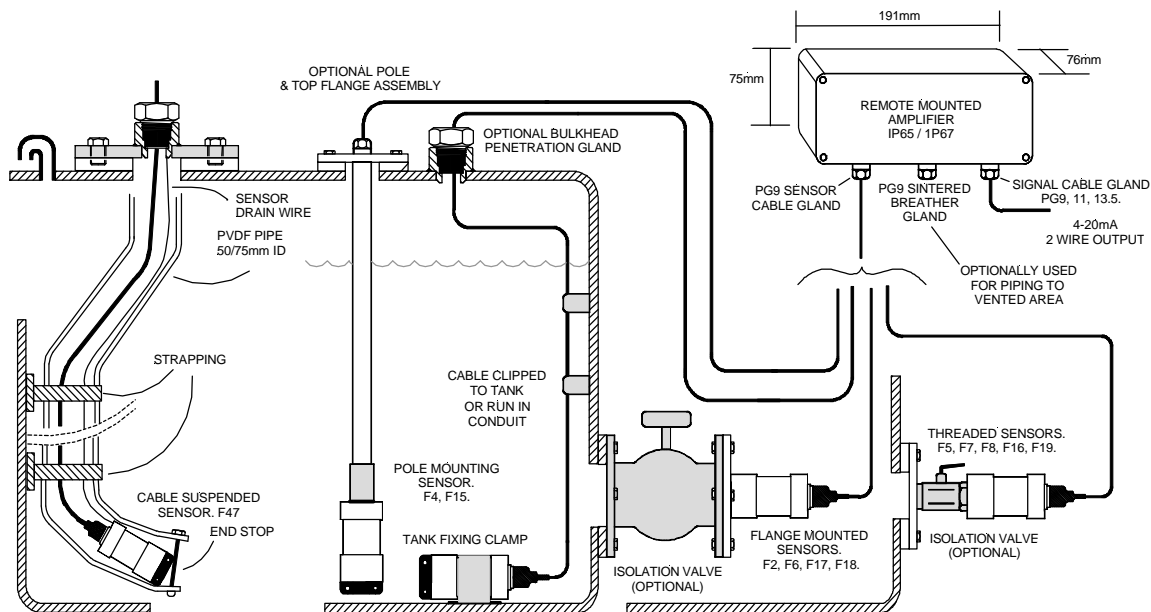 191mm
75mm
76mm
REMOTE MOUNTED
AMPLIFIER
IP65 / 1P67
OPTIONAL POLE
& TOP FLANGE ASSEMBLY
OPTIONAL BULKHEAD
PENETRATION GLAND
PG9 SENSOR
CABLE GLAND
PG9 SINTERED
BREATHER
GLAND
SIGNAL CABLE GLAND
PG9, 11, 13.5.
4-20mA
2 WIRE OUTPUT
SENSOR
DRAIN WIRE
PVDF PIPE
50/75mm ID
OPTIONALLY USED
FOR PIPING TO
VENTED AREA
STRAPPING
CABLE CLIPPED
TO TANK
OR RUN IN
CONDUIT
THREADED SENSORS.
F5, F7, F8, F16, F19.
POLE MOUNTING
SENSOR.
F4, F15.
CABLE SUSPENDED
SENSOR. F47
END STOP
TANK FIXING CLAMP
ISOLATION VALVE
(OPTIONAL)
FLANGE MOUNTED
SENSORS.
F2, F6, F17, F18.
ISOLATION VALVE
(OPTIONAL)